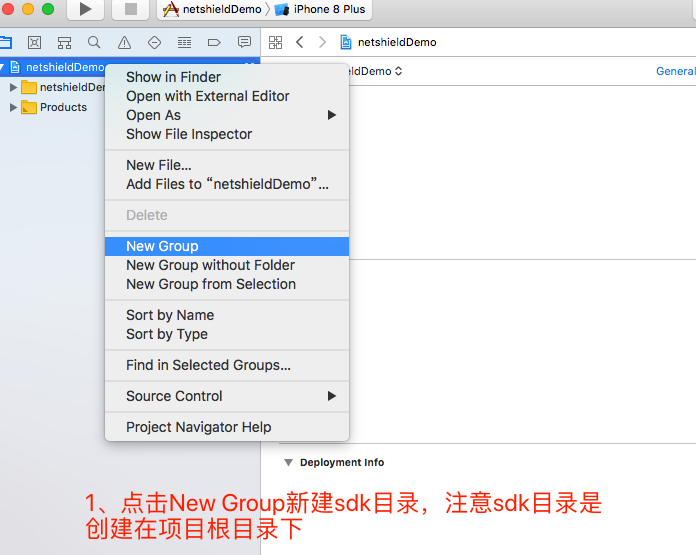 netshieldDemo
iPhone 8 Plus
netshieldDemo
netshieldDemo
ieldDemo
General
netshieldDer
Products
Show in Finder
Open with External Editor
Open As
Show File Inspector
New File...
Add Files to “netshieldDemo”...
Delete
New Group
New Group without Folder
New Group from Selection
Sort by Name
Sort by Type
Find in Selected Groups...
Source Control
Project Navigator Help
Deployment Info
1、点击New Group新建sdk目录，注意sdk目录是
创建在项目根目录下